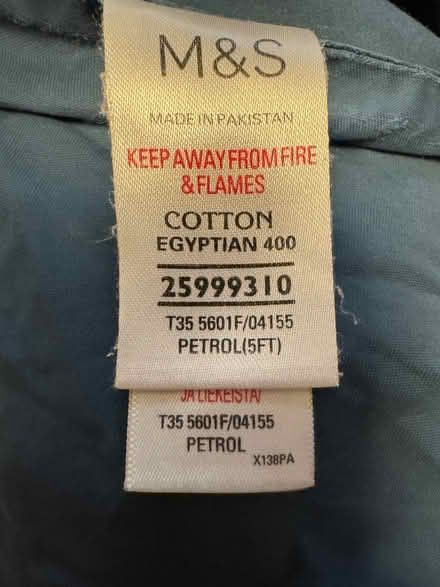 M&S
MADE IN PAKISTAN
KEEP AWAY FROM FIRE
& FLAMES
COTTON
EGYPTIAN 400
25999310
T35 5601F/04155
PETROL(5FT)
JA LIEKEISTA/
T35 5601F/04155
PETROL
X138PA